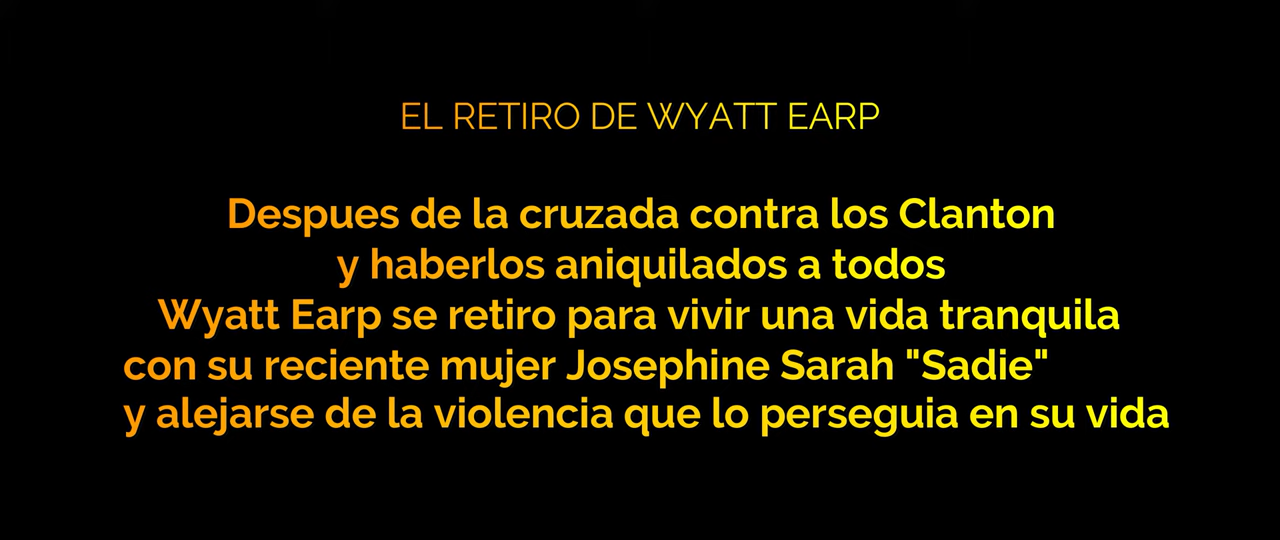 EL RETIRO DE WYATT EARP
Despues de la cruzada contra los Clanton
y haberlos aniquilados a todos
Wyatt Earp se retiro para vivir una vida tranquila
con su reciente mujer Josephine Sarah "Sadie"
y alejarse de la violencia que lo perseguia en su vida